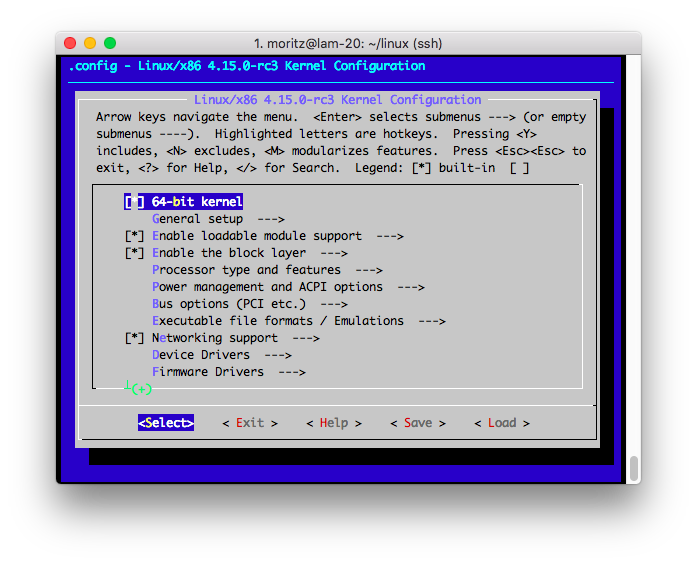 1. moritz@lam-20: ~/linux (ssh)
.config - Linux/x86 4.15.0-rc3 Kernel Configuration
Linux/x86 4.15.0-rc3 Kernel Configuration
Arrow keys navigate the menu.  <Enter> selects submenus ---> (or empty
submenus ----).  Highlighted letters are hotkeys.  Pressing <Y>
includes, <N> excludes, <M> modularizes features.  Press <Esc><Esc> to
exit, <?> for Help, </> for Search.  Legend: [*] built-in  [ ]
[*] 64-bit kernel
General setup  --->
[*] Enable loadable module support  --->
[*] Enable the block layer  --->
Processor type and features  --->
Power management and ACPI options  --->
Bus options (PCI etc.)  --->
Executable file formats / Emulations  --->
[*] Networking support  --->
Device Drivers  --->
Firmware Drivers  --->
┴(+)
<Select>    < Exit >    < Help >    < Save >    < Load >